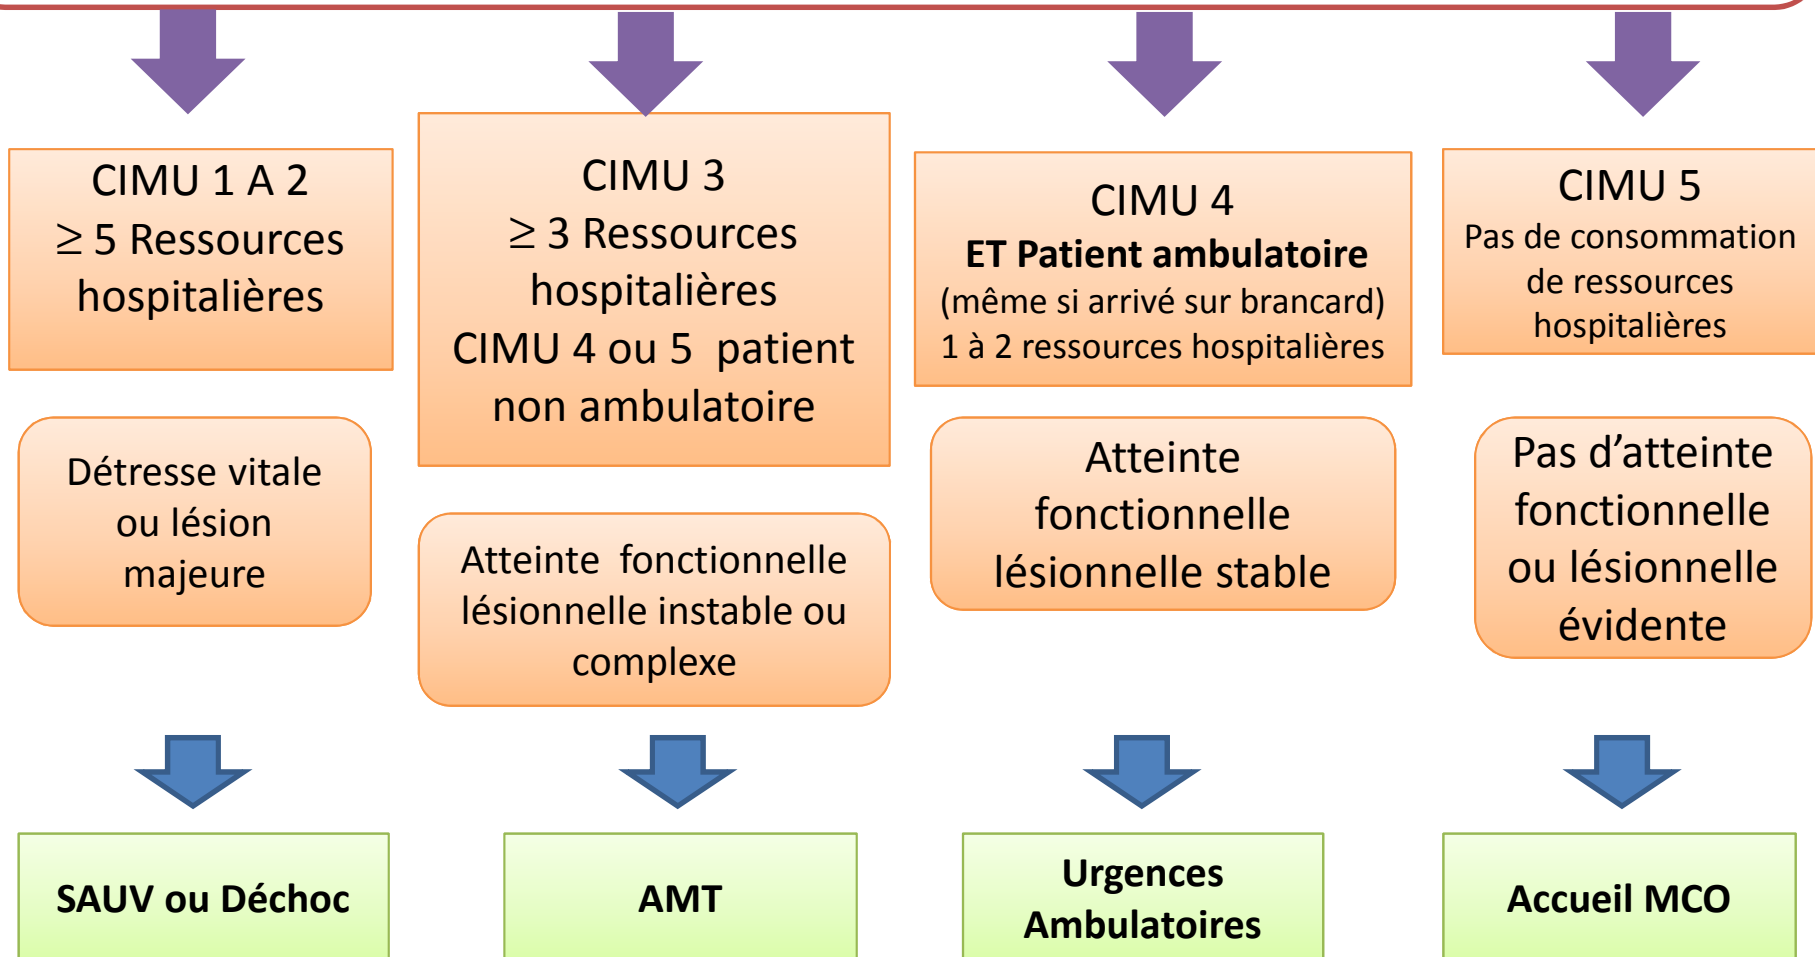 CIMU 1 A 2
≥ 5 Ressources
hospitalières
CIMU 3
≥ 3 Ressources
hospitalières
CIMU 4 ou 5  patient
non ambulatoire
CIMU 4
ET Patient ambulatoire
(même si arrivé sur brancard)
1 à 2 ressources hospitalières
CIMU 5
Pas de consommation
de ressources
hospitalières
Détresse vitale
ou lésion
majeure
Atteinte  fonctionnelle
lésionnelle instable ou
complexe
Atteinte
fonctionnelle
lésionnelle stable
Pas d’atteinte
fonctionnelle
ou lésionnelle
évidente
SAUV ou Déchoc
AMT
Urgences
Ambulatoires
Accueil MCO